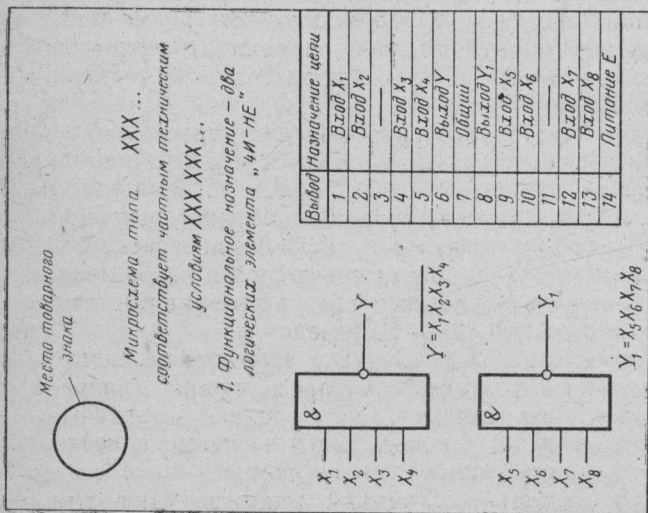 Место товарного
знака
Микросхема типа XXX...
соответствует частным техническим
условиям XXX XXX...
1. Функциональное назначение – два
логических элемента „4И-НЕ"
&
X₁
X₂
X₃
X₄
Y
Y=X₁X₂X₃X₄
&
X₅
X₆
X₇
X₈
Y₁
Y₁=X₅X₆X₇X₈
Вывод Назначение цепи
1 Вход X₁
2 Вход X₂
3 —
4 Вход X₃
5 Вход X₄
6 Выход Y
7 Общий
8 Выход Y₁
9 Вход X₅
10 Вход X₆
11 —
12 Вход X₇
13 Вход X₈
14 Питание E